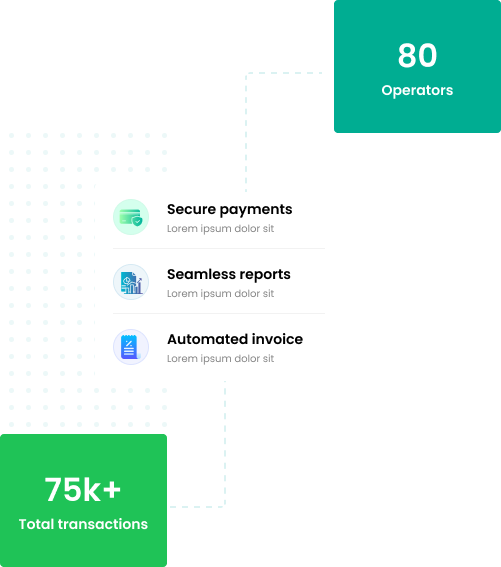 80
Operators
Secure payments
Lorem ipsum dolor sit
Seamless reports
Lorem ipsum dolor sit
Automated invoice
Lorem ipsum dolor sit
75k+
Total transactions